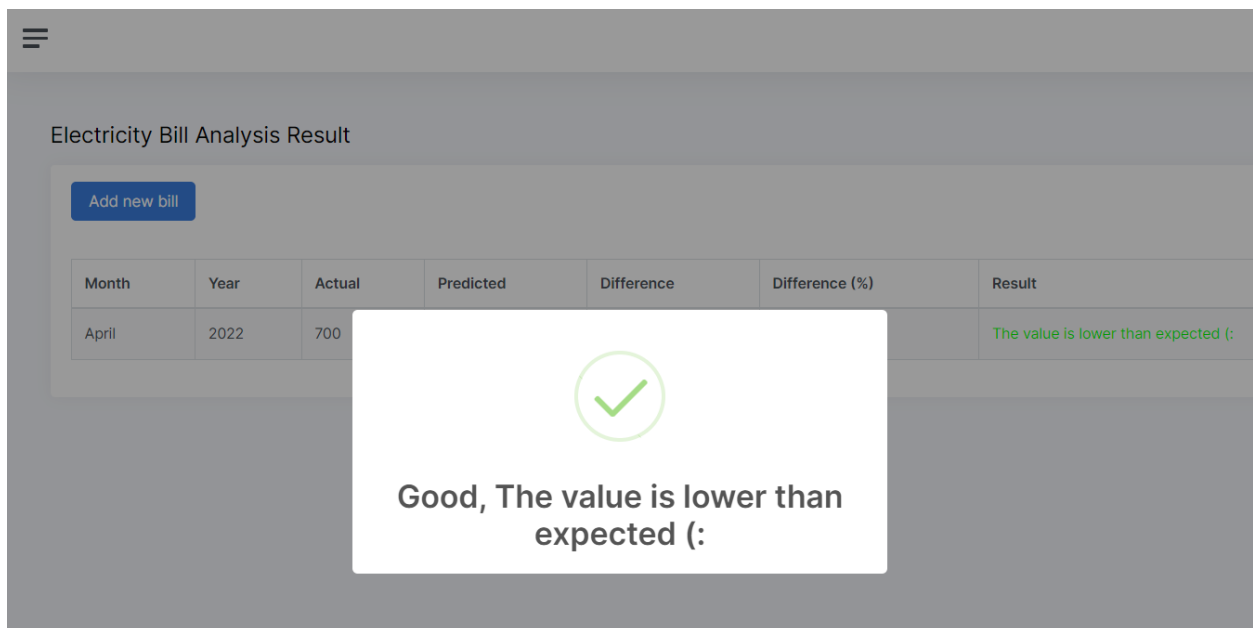 Electricity Bill Analysis Result
Add new bill
Month Year Actual Predicted Difference Difference (%) Result
April 2022 700 The value is lower than expected (:
Good, The value is lower than
expected (: